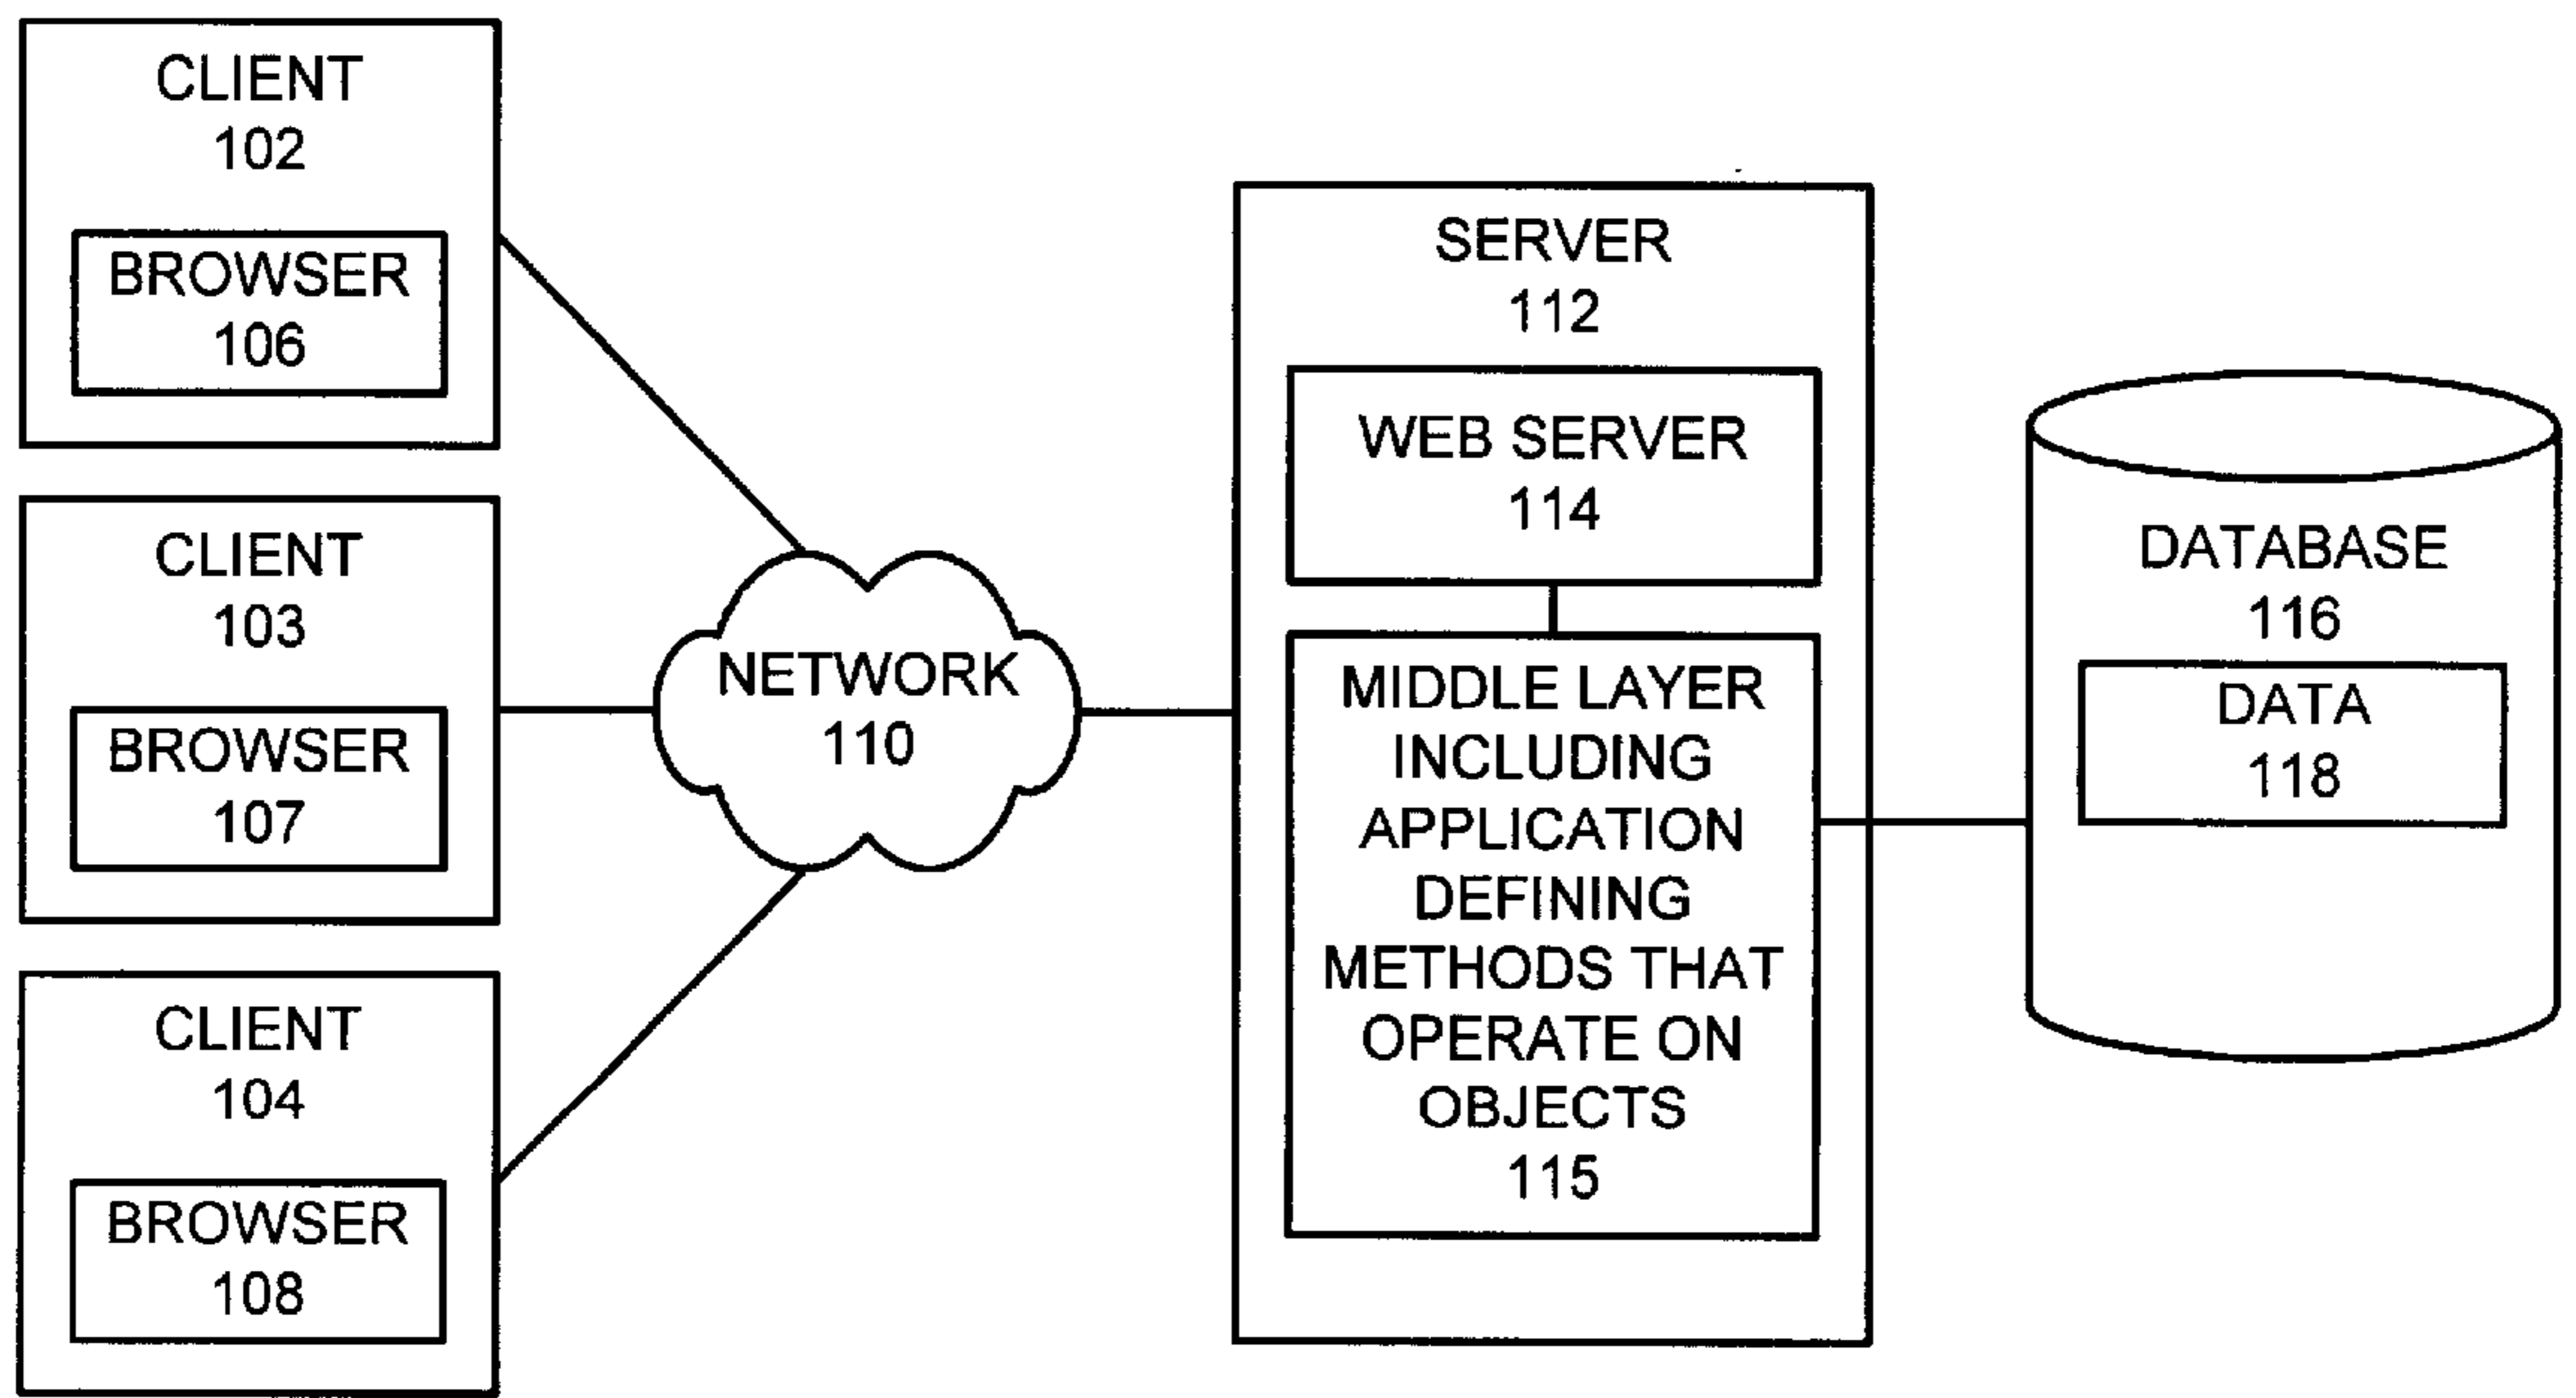 CLIENT
102
BROWSER
106
CLIENT
103
BROWSER
107
CLIENT
104
BROWSER
108
NETWORK
110
SERVER
112
WEB SERVER
114
MIDDLE LAYER
INCLUDING
APPLICATION
DEFINING
METHODS THAT
OPERATE ON
OBJECTS
115
DATABASE
116
DATA
118